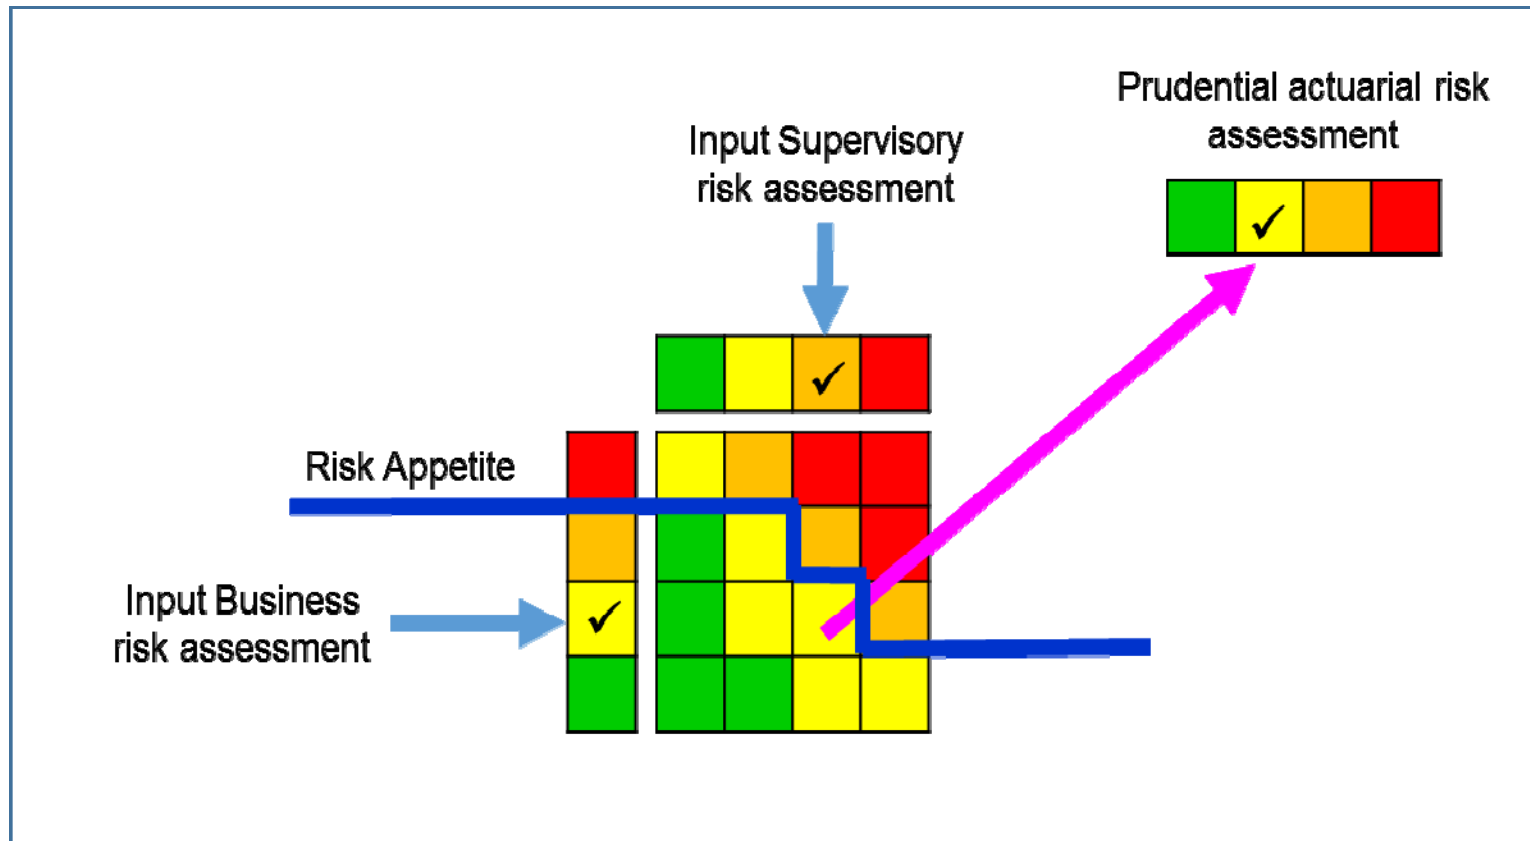 Prudential actuarial risk
assessment
Input Supervisory
risk assessment
Risk Appetite
Input Business
risk assessment